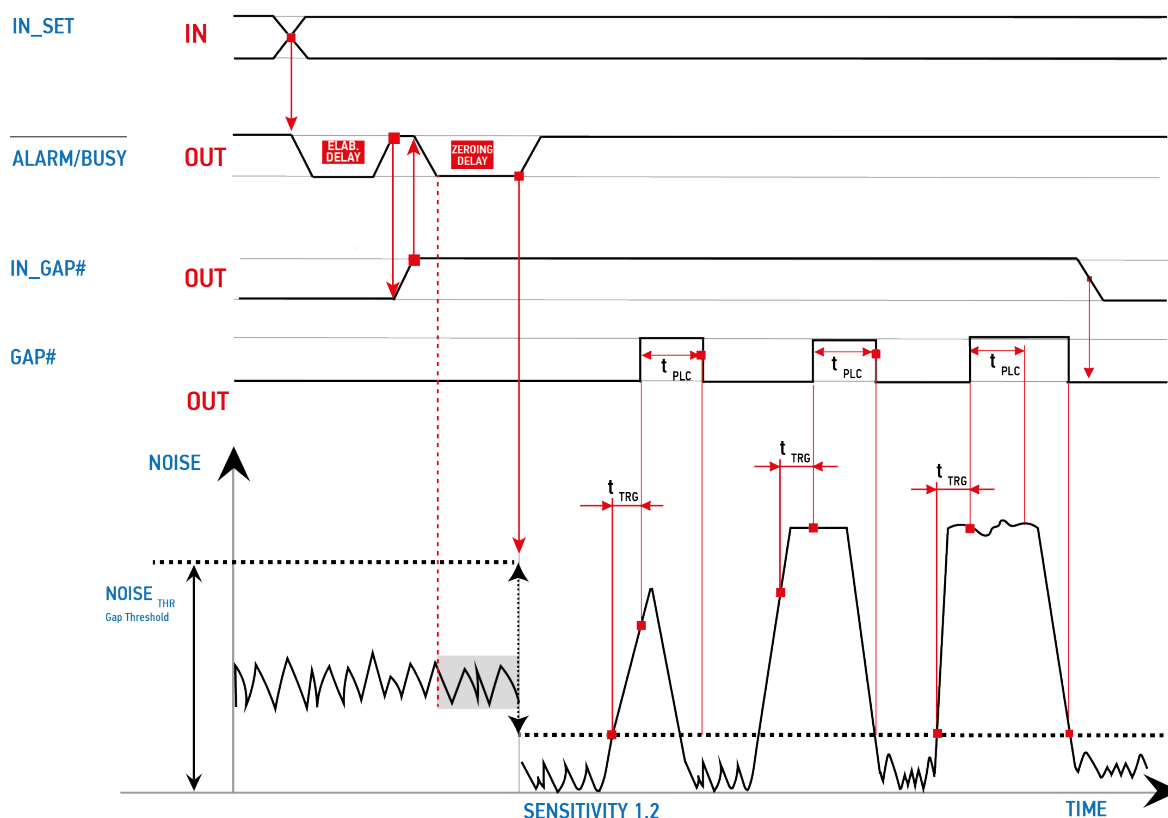 IN_SET
IN
ALARM/BUSY
OUT
ELAB.
DELAY
ZEROING
DELAY
IN_GAP#
OUT
GAP#
OUT
t PLC
t PLC
t PLC
NOISE
t TRG
t TRG
t TRG
NOISE THR
Gap Threshold
SENSITIVITY 1.2
TIME